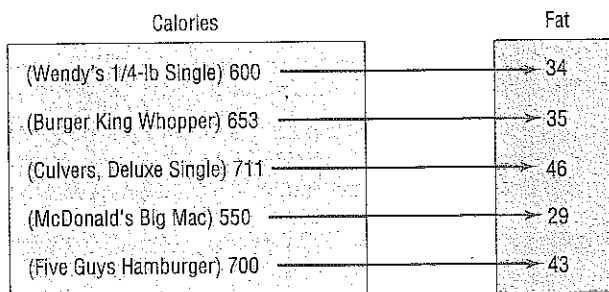 Calories Fat
(Wendy's 1/4-lb Single) 600 34
(Burger King Whopper) 653 35
(Culvers, Deluxe Single) 711 46
(McDonald's Big Mac) 550 29
(Five Guys Hamburger) 700 43